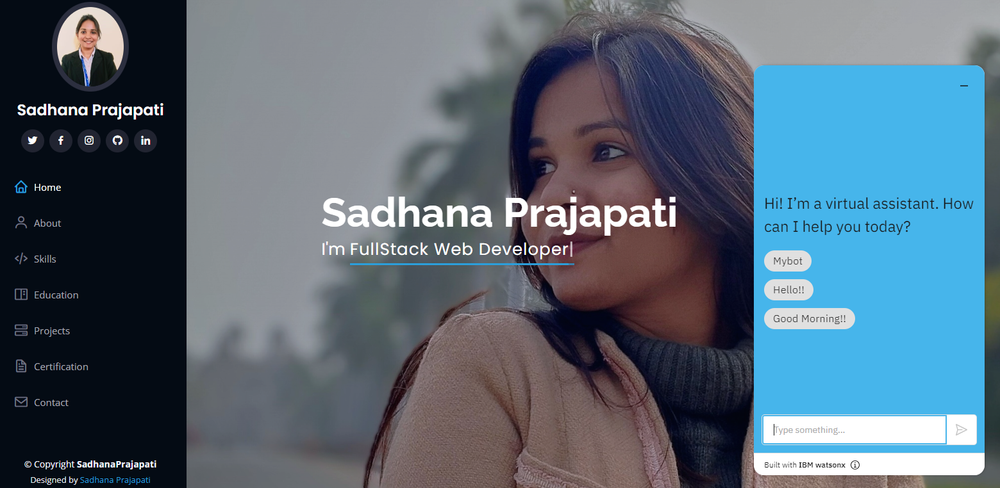 Sadhana Prajapati
Home
About
Skills
Education
Projects
Certification
Contact
© Copyright SadhanaPrajapati
Designed by Sadhana Prajapati
Sadhana Prajapati
I'm FullStack Web Developer|
Hi! I’m a virtual assistant. How
can I help you today?
Mybot
Hello!!
Good Morning!!
Type something...
Built with IBM watsonx